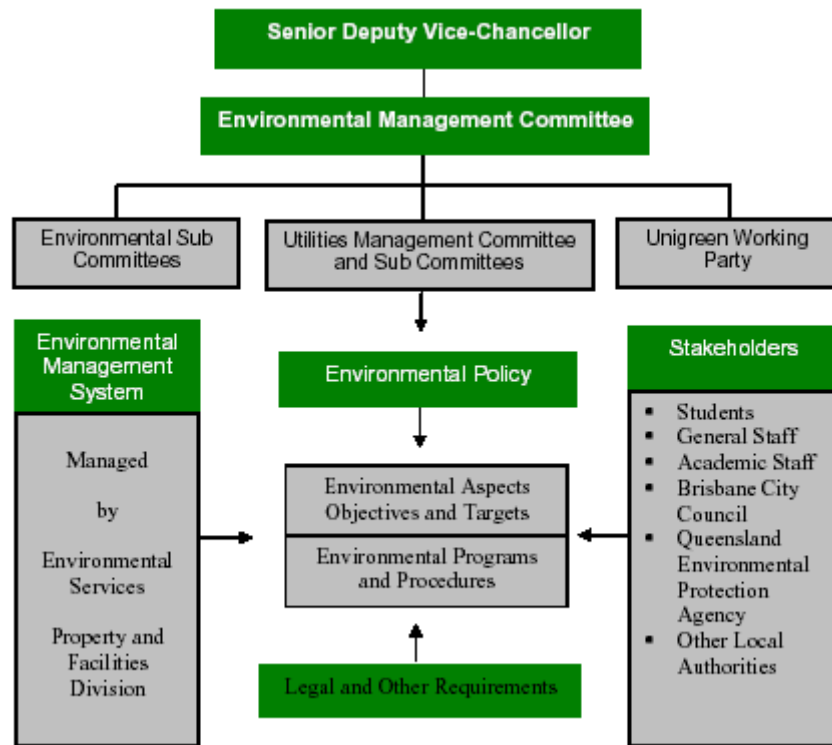 Senior Deputy Vice-Chancellor
Environmental Management Committee
Environmental Sub
Committees
Utilities Management Committee
and Sub Committees
Unigreen Working
Party
Environmental
Management
System
Managed
by
Environmental
Services
Property and
Facilities
Division
Environmental Policy
Environmental Aspects
Objectives and Targets
Environmental Programs
and Procedures
Legal and Other Requirements
Stakeholders
▪ Students
▪ General Staff
▪ Academic Staff
▪ Brisbane City
Council
▪ Queensland
Environmental
Protection
Agency
▪ Other Local
Authorities